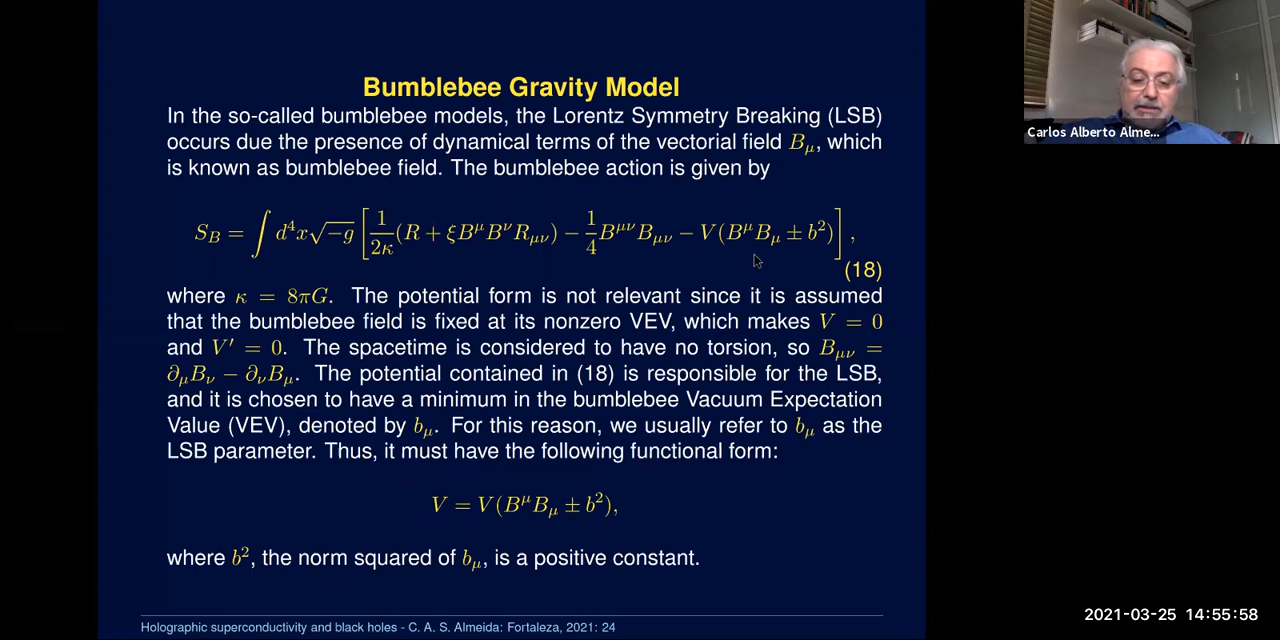 Bumblebee Gravity Model
In the so-called bumblebee models, the Lorentz Symmetry Breaking (LSB)
occurs due the presence of dynamical terms of the vectorial field Bμ, which
is known as bumblebee field. The bumblebee action is given by
S_B = ∫ d⁴x√−g [ 1/2κ (R + ξB^μB^νR_μν) − 1/4 B^μνB_μν − V(B^μB_μ ± b²) ] ,
(18)
where κ = 8πG. The potential form is not relevant since it is assumed
that the bumblebee field is fixed at its nonzero VEV, which makes V = 0
and V′ = 0. The spacetime is considered to have no torsion, so B_μν =
∂_μB_ν − ∂_νB_μ. The potential contained in (18) is responsible for the LSB,
and it is chosen to have a minimum in the bumblebee Vacuum Expectation
Value (VEV), denoted by b_μ. For this reason, we usually refer to b_μ as the
LSB parameter. Thus, it must have the following functional form:
V = V(B^μB_μ ± b²),
where b², the norm squared of b_μ, is a positive constant.
Holographic superconductivity and black holes - C. A. S. Almeida: Fortaleza, 2021: 24
Carlos Alberto Alme...
2021-03-25 14:55:58